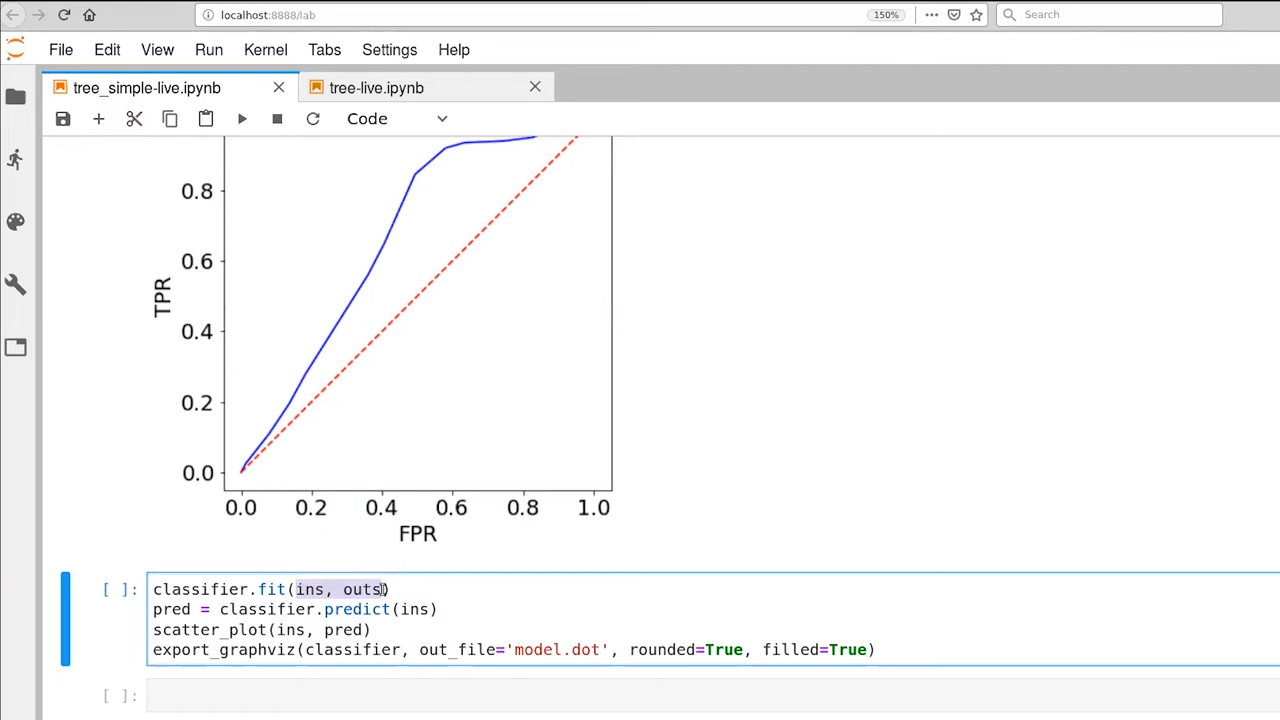 localhost:8888/lab 150% Search
File Edit View Run Kernel Tabs Settings Help
tree_simple-live.ipynb tree-live.ipynb
Code
0.8
0.6
TPR
0.4
0.2
0.0
0.0 0.2 0.4 0.6 0.8 1.0
FPR
[ ]: classifier.fit(ins, outs)
pred = classifier.predict(ins)
scatter_plot(ins, pred)
export_graphviz(classifier, out_file='model.dot', rounded=True, filled=True)
[ ]: